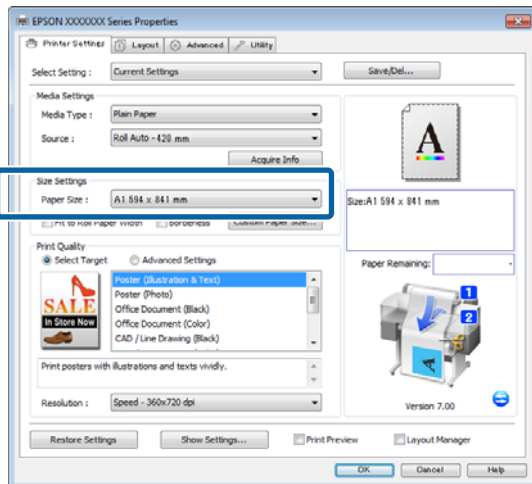 EPSON XXXXXXX Series Properties
Printer Settings Layout Advanced Utility
Select Setting : Current Settings Save/Del...
Media Settings
Media Type : Plain Paper
Source : Roll Auto - 420 mm
Acquire Info
Size Settings
Paper Size : A1 594 x 841 mm
Fit to Roll Paper Width Borderless Custom Paper Size...
Print Quality
Select Target Advanced Settings
Poster (Illustration & Text)
Poster (Photo)
Office Document (Black)
Office Document (Color)
CAD / Line Drawing (Black)
SALE
In Store Now
Print posters with illustrations and texts vividly.
Resolution : Speed - 360x720 dpi
A
Size:A1 594 x 841 mm
Paper Remaining: -
1
2
A
Version 7.00
Restore Settings Show Settings... Print Preview Layout Manager
OK Cancel Help